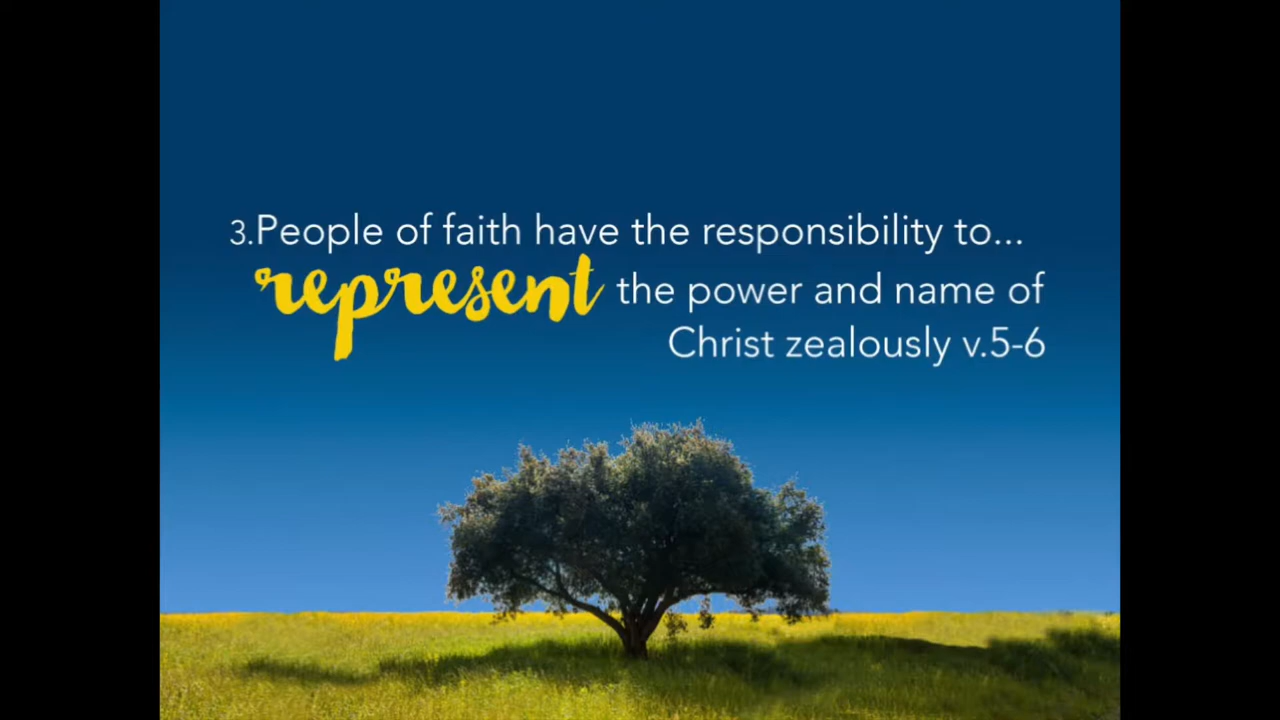 3.People of faith have the responsibility to...
represent the power and name of
Christ zealously v.5-6